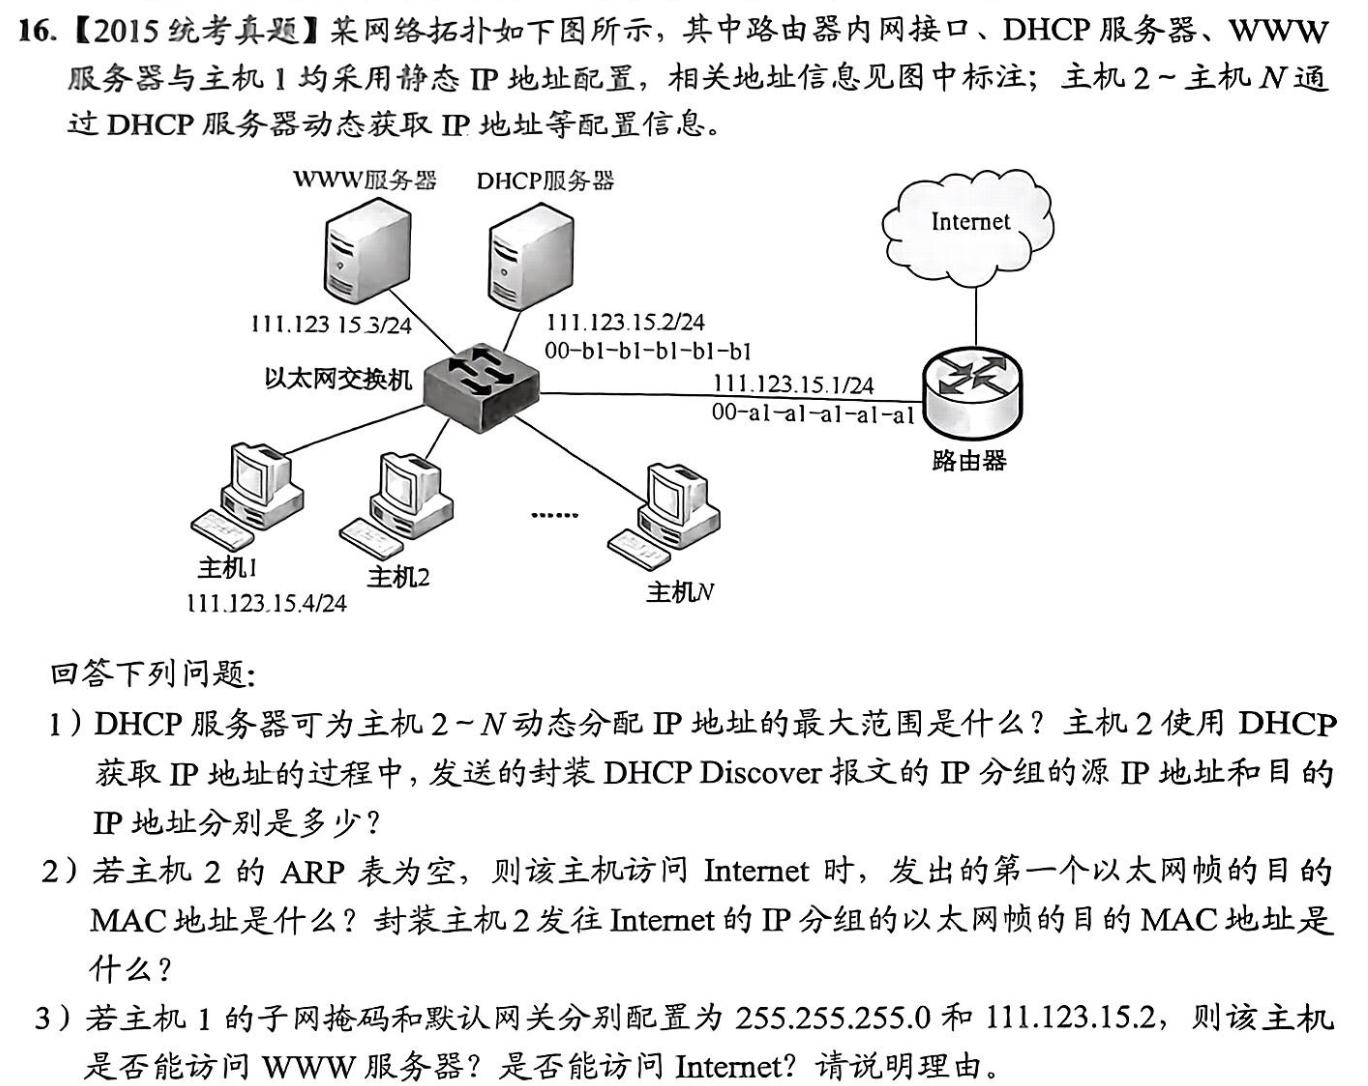 16.【2015 统考真题】某网络拓扑如下图所示，其中路由器内网接口、DHCP 服务器、WWW
服务器与主机 1 均采用静态 IP 地址配置，相关地址信息见图中标注；主机 2～主机 N 通
过 DHCP 服务器动态获取 IP 地址等配置信息。
WWW服务器
DHCP服务器
Internet
111.123 15.3/24
111.123.15.2/24
00-b1-b1-b1-b1-b1
以太网交换机
111.123.15.1/24
00-a1-a1-a1-a1-a1
路由器
主机1
111.123.15.4/24
主机2
......
主机N
回答下列问题：
1）DHCP 服务器可为主机 2～N 动态分配 IP 地址的最大范围是什么？主机 2 使用 DHCP
获取 IP 地址的过程中，发送的封装 DHCP Discover 报文的 IP 分组的源 IP 地址和目的
IP 地址分别是多少？
2）若主机 2 的 ARP 表为空，则该主机访问 Internet 时，发出的第一个以太网帧的目的
MAC 地址是什么？封装主机 2 发往 Internet 的 IP 分组的以太网帧的目的 MAC 地址是
什么？
3）若主机 1 的子网掩码和默认网关分别配置为 255.255.255.0 和 111.123.15.2，则该主机
是否能访问 WWW 服务器？是否能访问 Internet？请说明理由。